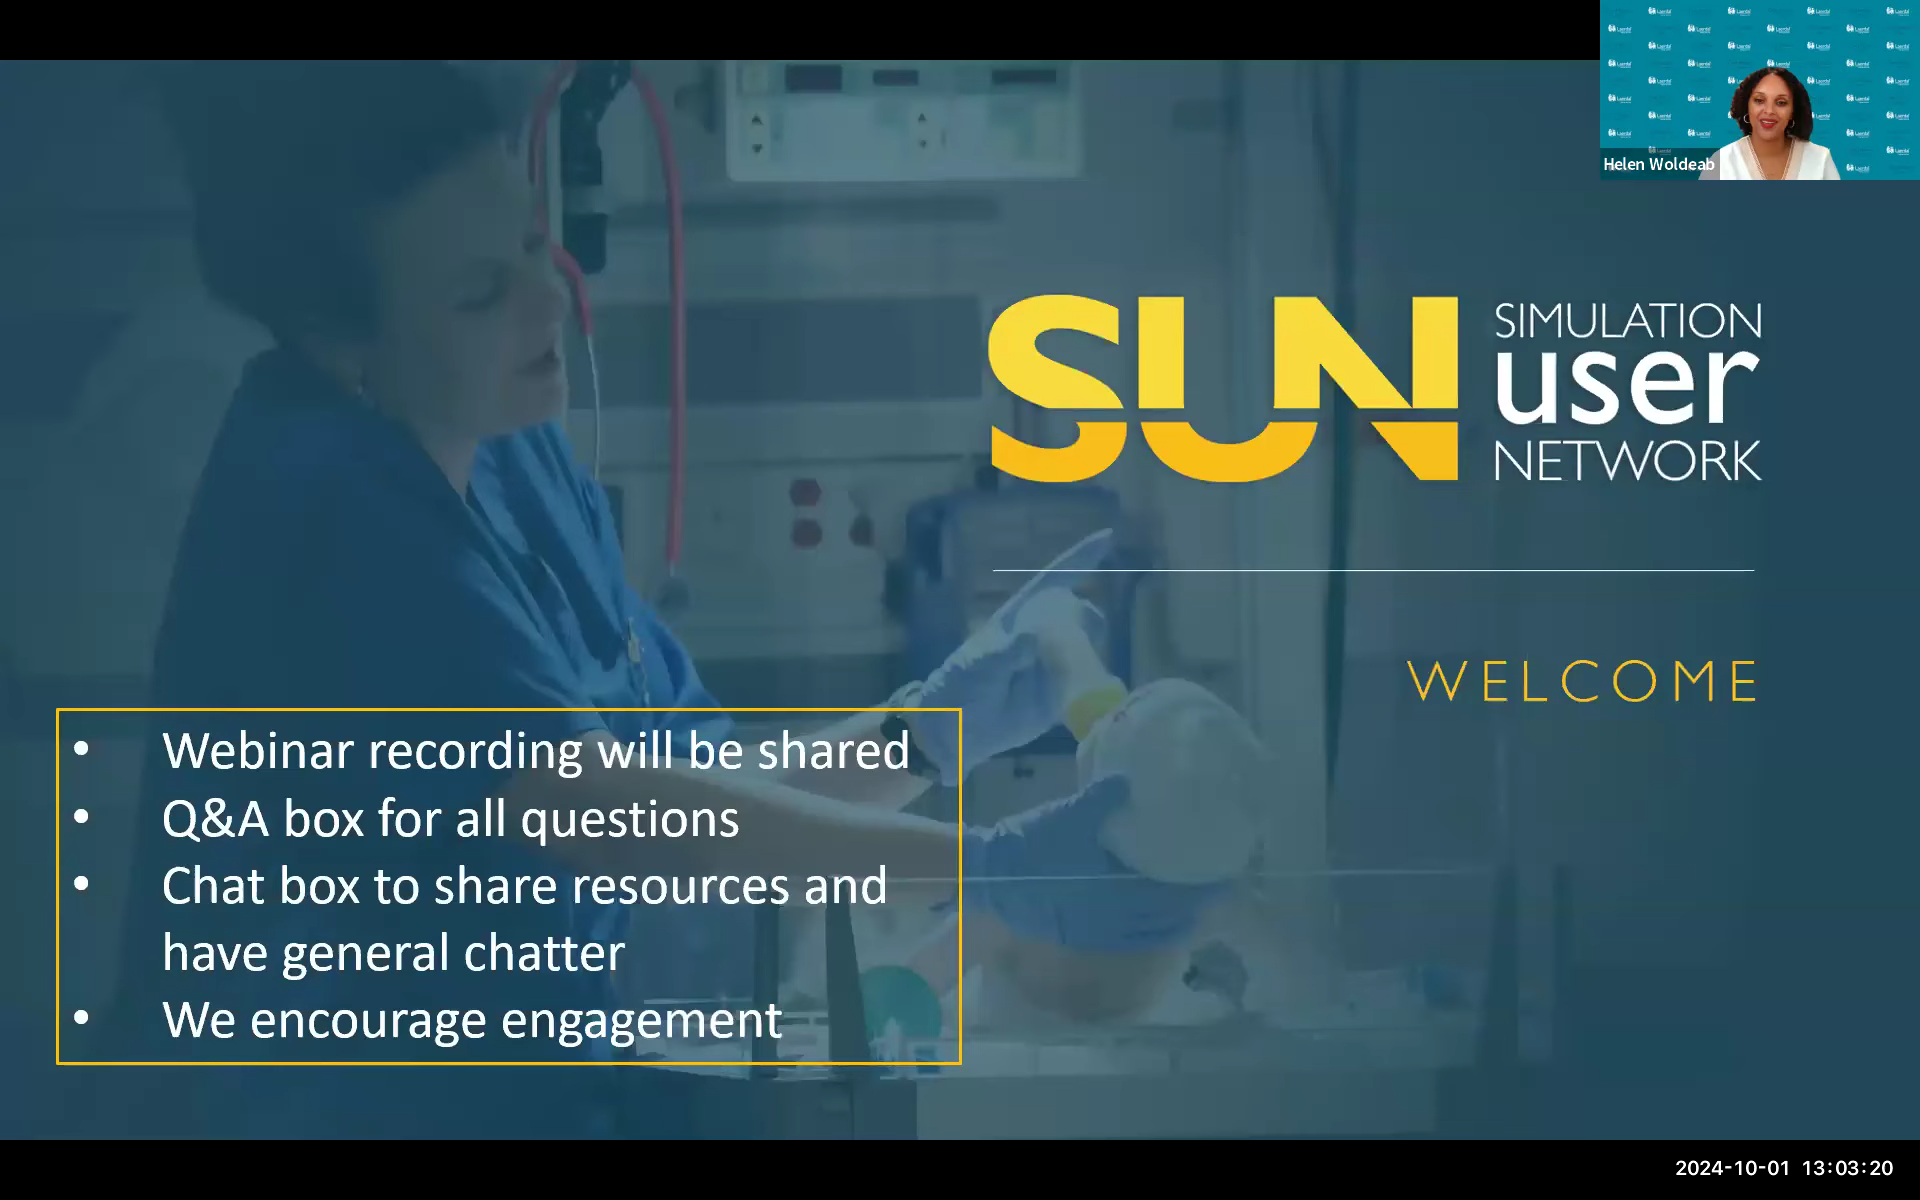 Helen Woldeab
SUN
SIMULATION
user
NETWORK
WELCOME
• Webinar recording will be shared
• Q&A box for all questions
• Chat box to share resources and
have general chatter
• We encourage engagement
2024-10-01 13:03:20